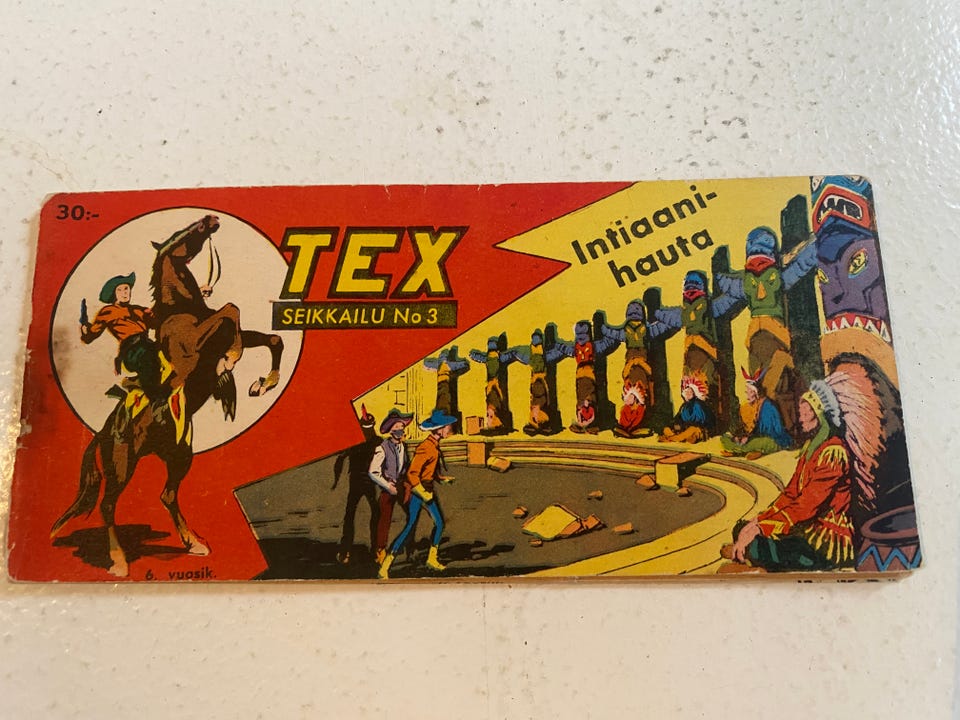 30:-
TEX
SEIKKAILU No 3
Intiaani-
hauta
6. vuosik.